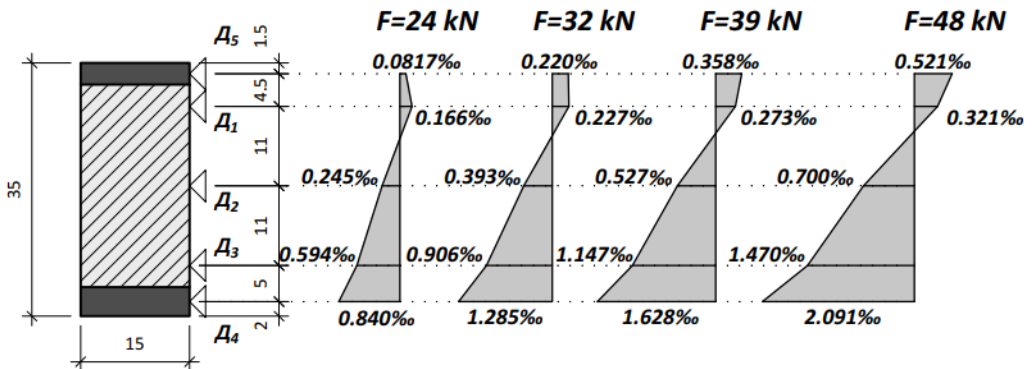 F=24 kN F=32 kN F=39 kN F=48 kN
Д₅ 1.5
0.0817‰ 0.220‰ 0.358‰ 0.521‰
4.5
Д₁ 0.166‰ 0.227‰ 0.273‰ 0.321‰
11
35
Д₂ 0.245‰ 0.393‰ 0.527‰ 0.700‰
11
Д₃ 0.594‰ 0.906‰ 1.147‰ 1.470‰
5
Д₄ 2 0.840‰ 1.285‰ 1.628‰ 2.091‰
15